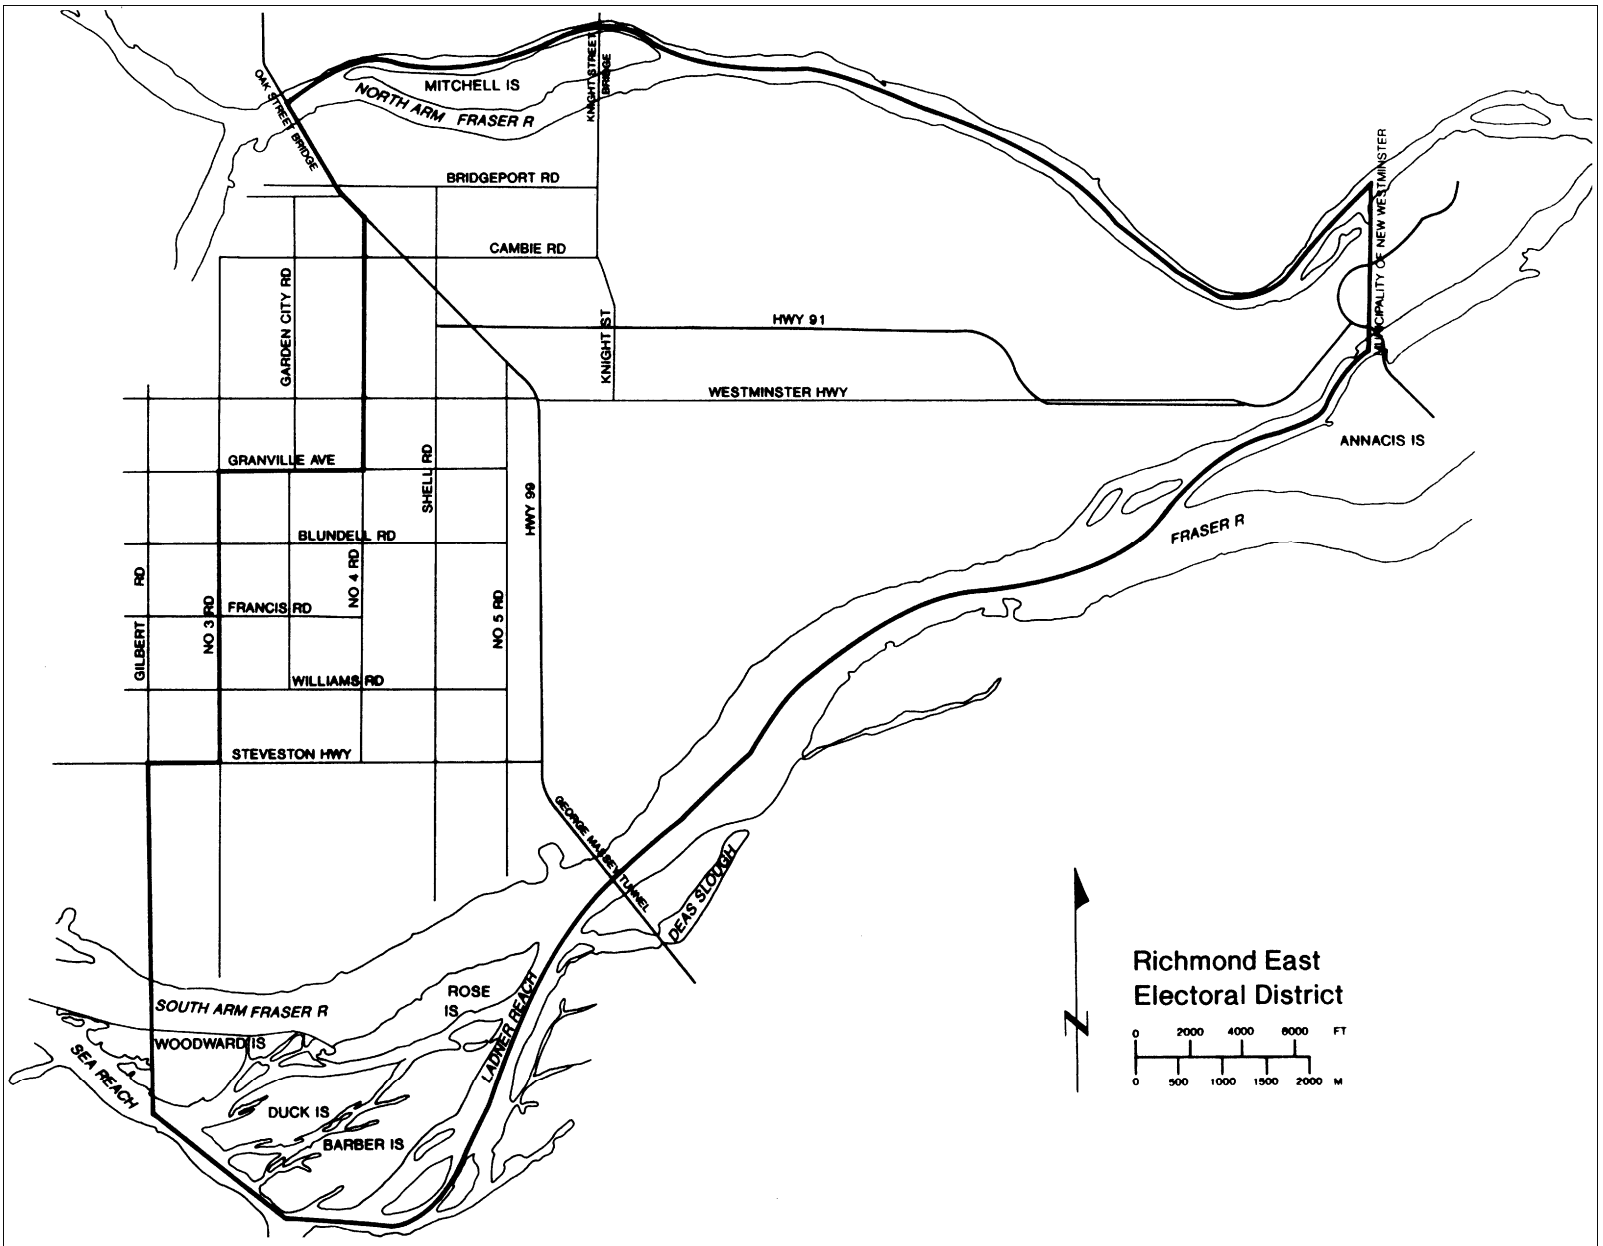 OAK STREET BRIDGE
MITCHELL IS
NORTH ARM FRASER R
KNIGHT STREET
BRIDGE
MUNICIPALITY OF NEW WESTMINSTER
BRIDGEPORT RD
CAMBIE RD
GARDEN CITY RD
HWY 91
KNIGHT ST
WESTMINSTER HWY
ANNACIS IS
GRANVILLE AVE
SHELL RD
HWY 99
FRASER R
BLUNDELL RD
GILBERT RD
NO 3 RD
FRANCIS RD
NO 4 RD
NO 5 RD
WILLIAMS RD
STEVESTON HWY
GEORGE MASSEY TUNNEL
DEAS SLOUGH
ROSE
IS
LADNER REACH
SOUTH ARM FRASER R
WOODWARD IS
SEA REACH
DUCK IS
BARBER IS
Richmond East
Electoral District
0 2000 4000 6000 FT
0 500 1000 1500 2000 M